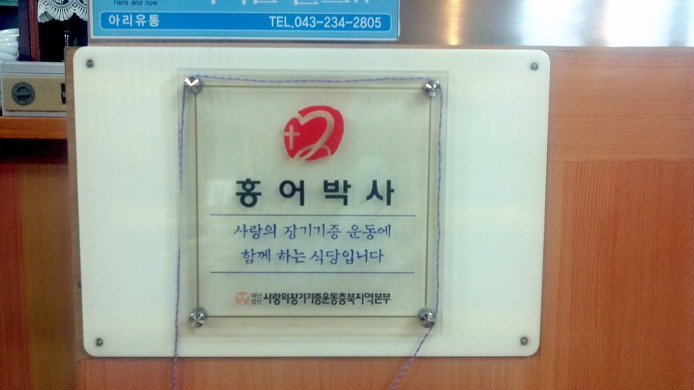 Here and now
아리유통 TEL.043-234-2805
홍어박사
사랑의 장기기증 운동에
함께 하는 식당입니다
재단법인 사랑의장기기증운동충북지역본부